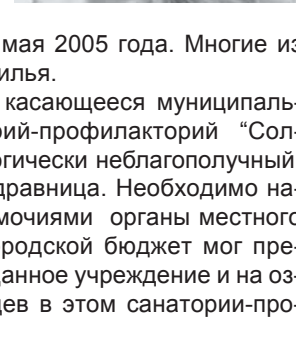 мая 2005 года. Многие из
илья.
касающееся муниципаль-
рий-профилакторий “Сол-
огически неблагополучный
дравница. Необходимо на-
мочиями органы местного
родской бюджет мог пре-
данное учреждение и на оз-
дев в этом санатории-про-